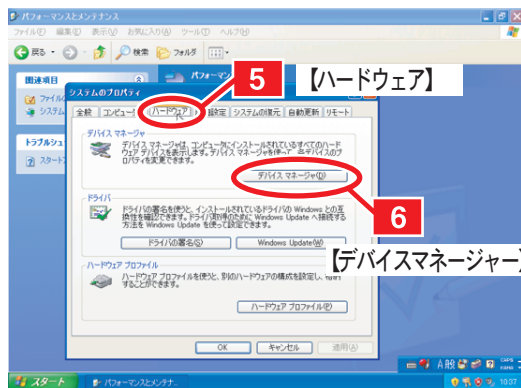 パフォーマンスとメンテナンス
ファイル(F) 編集(E) 表示(V) お気に入り(A) ツール(T) ヘルプ(H)
戻る 検索 フォルダ
関連項目
システムのプロパティ
5 【ハードウェア】
全般 ハードウェア 設定 システムの復元 自動更新 リモート
デバイス マネージャ
デバイス マネージャは、コンピュータにインストールされているすべてのハード
ウェア デバイスを表示します。デバイス マネージャを使って、各デバイスのプ
ロパティを変更できます。
デバイス マネージャ(D)
6
【デバイスマネージャー】
ドライバ
ドライバの署名を使うと、インストールされているドライバの Windows との互
換性を確認できます。ドライバ取得のために Windows Update へ接続する
方法を Windows Update を使って設定できます。
ドライバの署名(S) Windows Update(W)
ハードウェア プロファイル
ハードウェア プロファイルを使うと、別のハードウェアの構成を設定し、格納
することができます。
ハードウェア プロファイル(P)
OK キャンセル 適用(A)
A 般 CAPS KANA
スタート パフォーマンスとメンテナ... 10:27